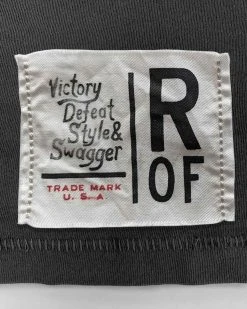 Victory
Defeat
Style &
Swagger
TRADE MARK
U. S. A
R
OF